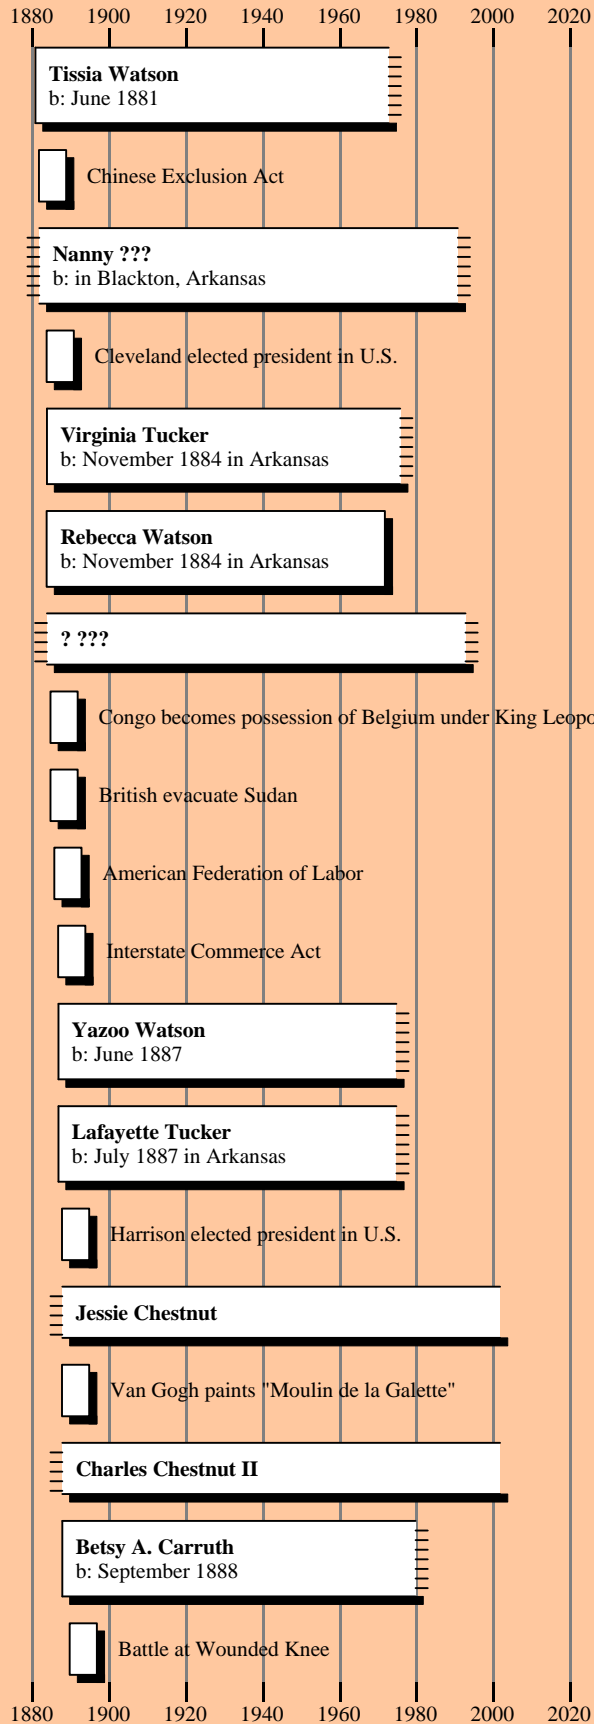 1880 1900 1920 1940 1960 1980 2000 2020
Tissia Watson
b: June 1881
Chinese Exclusion Act
Nanny ???
b: in Blackton, Arkansas
Cleveland elected president in U.S.
Virginia Tucker
b: November 1884 in Arkansas
Rebecca Watson
b: November 1884 in Arkansas
? ???
Congo becomes possession of Belgium under King Leopo
British evacuate Sudan
American Federation of Labor
Interstate Commerce Act
Yazoo Watson
b: June 1887
Lafayette Tucker
b: July 1887 in Arkansas
Harrison elected president in U.S.
Jessie Chestnut
Van Gogh paints "Moulin de la Galette"
Charles Chestnut II
Betsy A. Carruth
b: September 1888
Battle at Wounded Knee
1880 1900 1920 1940 1960 1980 2000 2020